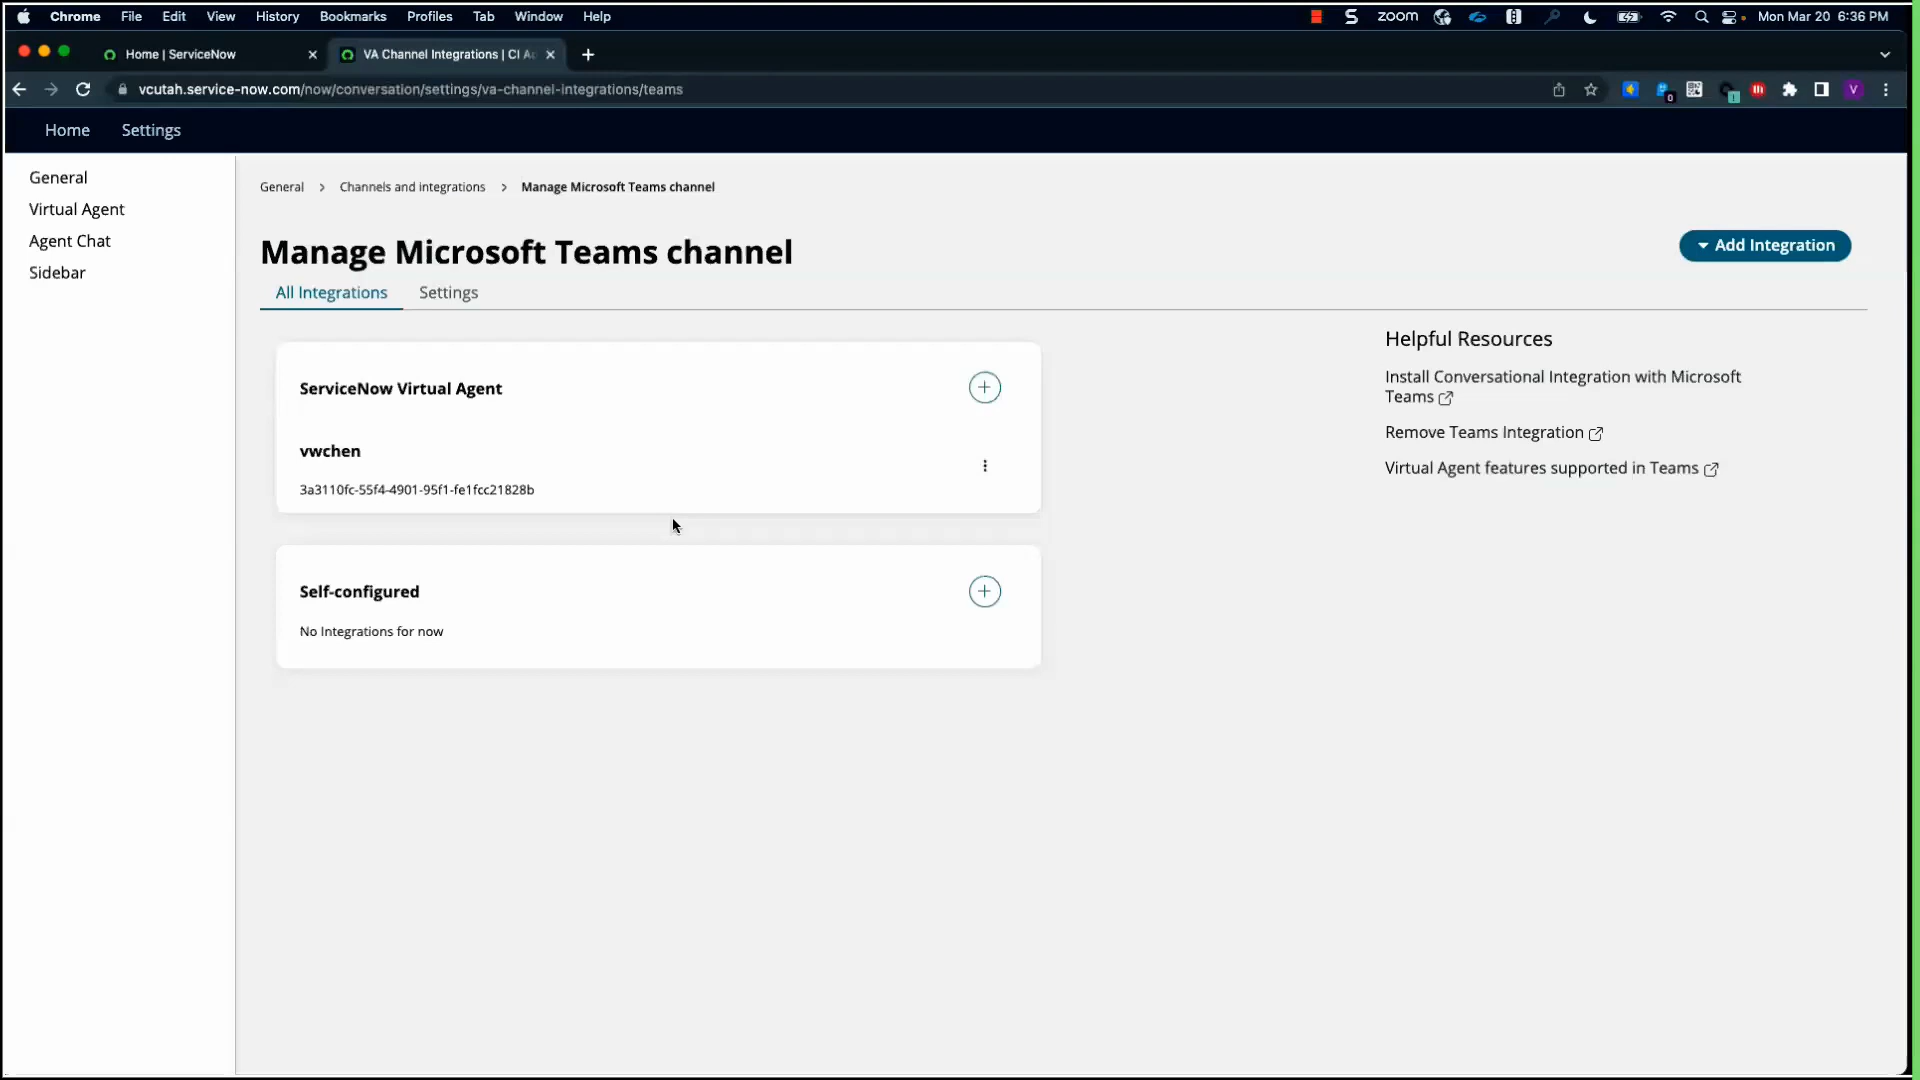 Chrome File Edit View History Bookmarks Profiles Tab Window Help zoom Mon Mar 20 6:36 PM
Home | ServiceNow VA Channel Integrations | CI A
vcutah.service-now.com/now/conversation/settings/va-channel-integrations/teams 0 V
Home Settings
General
Virtual Agent
Agent Chat
Sidebar
General > Channels and integrations > Manage Microsoft Teams channel
Manage Microsoft Teams channel
Add Integration
All Integrations Settings
ServiceNow Virtual Agent
vwchen
3a3110fc-55f4-4901-95f1-fe1fcc21828b
Self-configured
No Integrations for now
Helpful Resources
Install Conversational Integration with Microsoft
Teams
Remove Teams Integration
Virtual Agent features supported in Teams